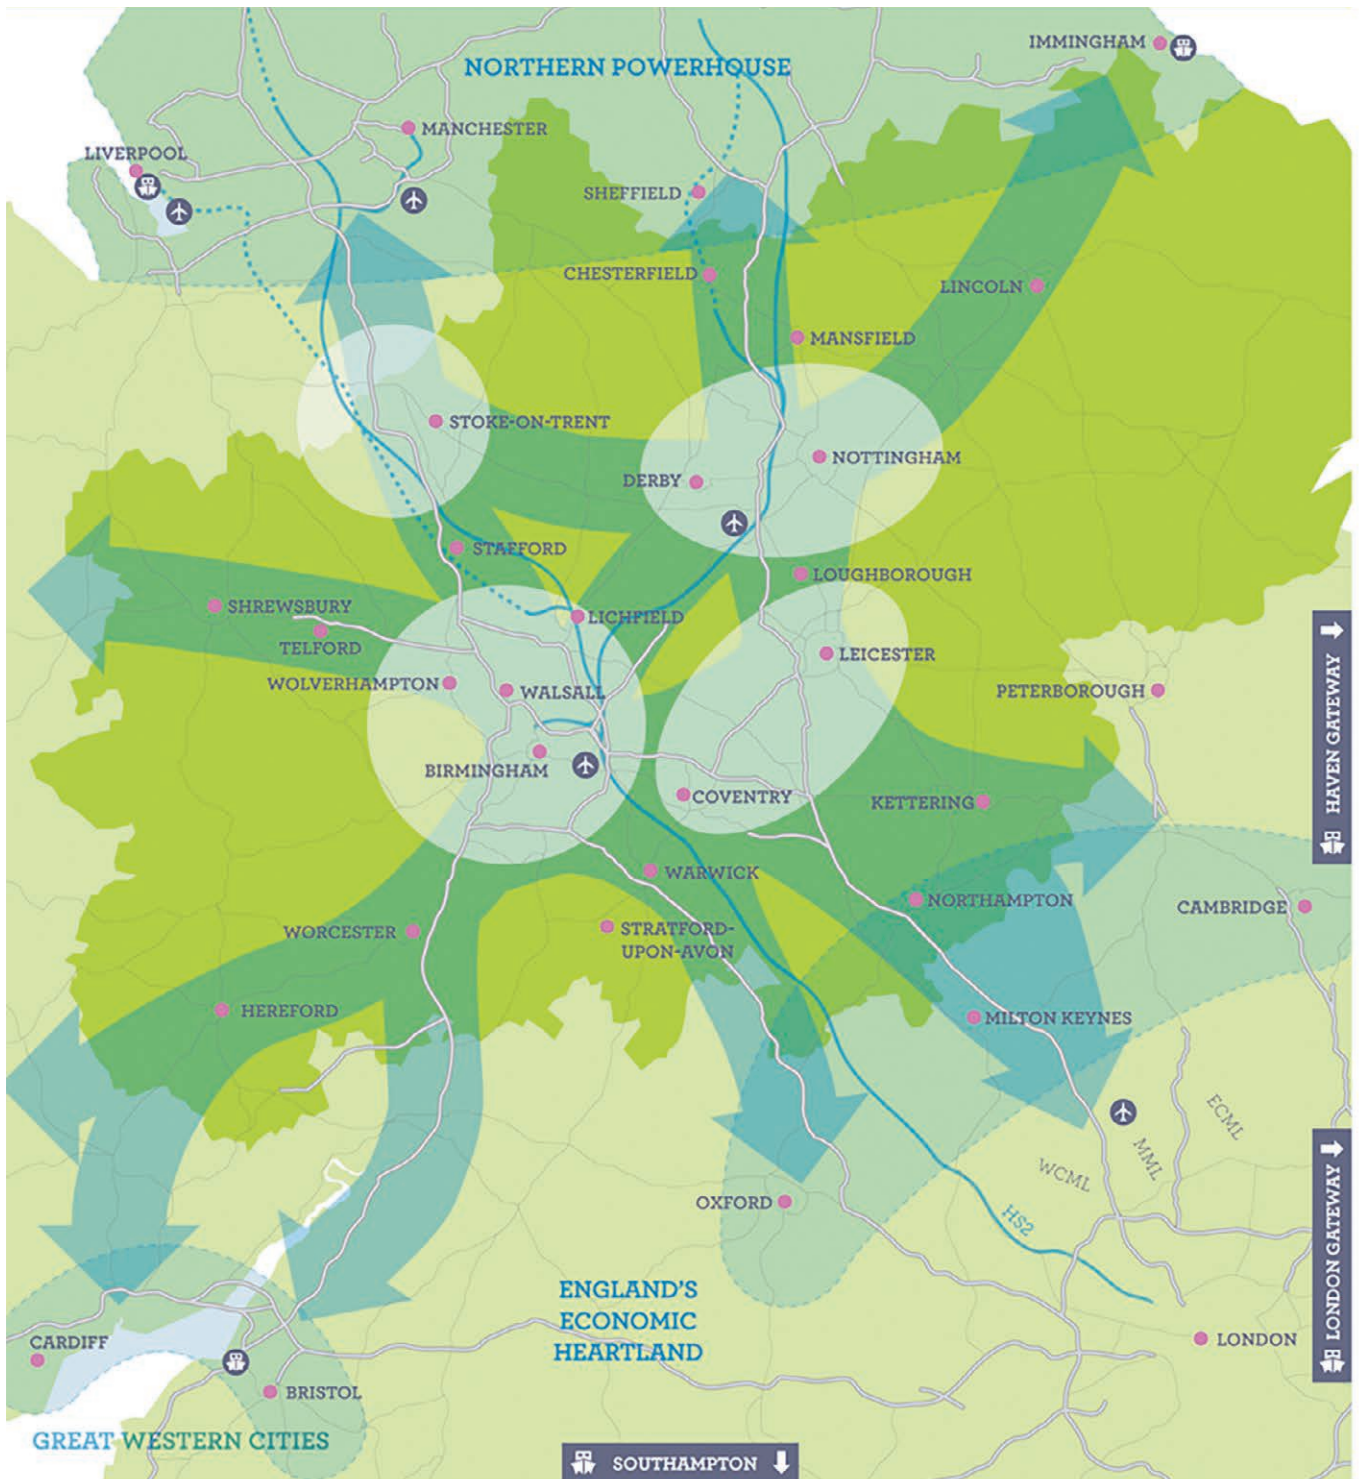 IMMINGHAM
NORTHERN POWERHOUSE
MANCHESTER
LIVERPOOL
SHEFFIELD
CHESTERFIELD
LINCOLN
MANSFIELD
STOKE-ON-TRENT
NOTTINGHAM
DERBY
STAFFORD
LOUGHBOROUGH
SHREWSBURY
LICHFIELD
TELFORD
LEICESTER
WOLVERHAMPTON
WALSALL
PETERBOROUGH
HAVEN GATEWAY
BIRMINGHAM
COVENTRY
KETTERING
WARWICK
NORTHAMPTON
CAMBRIDGE
WORCESTER
STRATFORD-
UPON-AVON
HEREFORD
MILTON KEYNES
ECML
MML
WCML
OXFORD
HS2
LONDON GATEWAY
ENGLAND'S
ECONOMIC
HEARTLAND
CARDIFF
LONDON
BRISTOL
GREAT WESTERN CITIES
SOUTHAMPTON